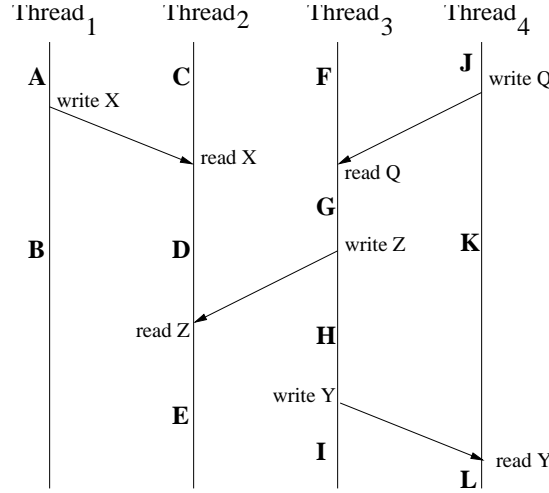 Thread1 Thread2 Thread3 Thread4
A C F J
write X write Q
read X read Q
G
B D write Z K
read Z H
write Y
E I read Y
L